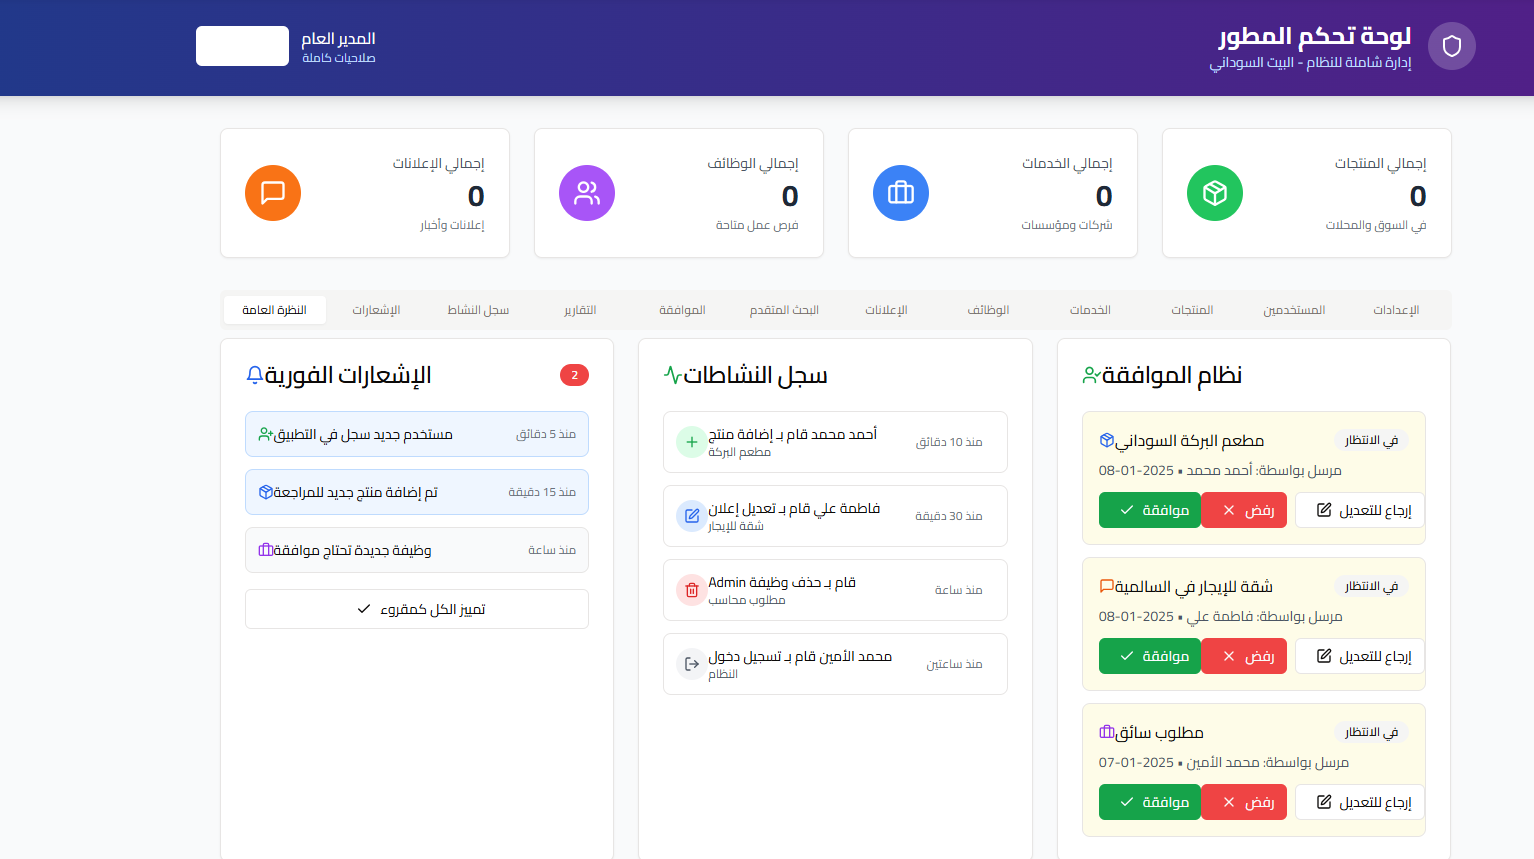 لوحة تحكم المطور
إدارة شاملة للنظام - البيت السوداني
المدير العام
صلاحيات كاملة
إجمالي المنتجات
0
في السوق والمحلات
إجمالي الخدمات
0
شركات ومؤسسات
إجمالي الوظائف
0
فرص عمل متاحة
إجمالي الإعلانات
0
إعلانات وأخبار
الإعدادات
المستخدمين
المنتجات
الخدمات
الوظائف
الإعلانات
البحث المتقدم
الموافقة
التقارير
سجل النشاط
الإشعارات
النظرة العامة
نظام الموافقة
مطعم البركة السوداني
في الانتظار
مرسل بواسطة: أحمد محمد • 2025-01-08
إرجاع للتعديل
رفض
موافقة
شقة للإيجار في السالمية
في الانتظار
مرسل بواسطة: فاطمة علي • 2025-01-08
إرجاع للتعديل
رفض
موافقة
مطلوب سائق
في الانتظار
مرسل بواسطة: محمد الأمين • 2025-01-07
إرجاع للتعديل
رفض
موافقة
سجل النشاطات
أحمد محمد قام بـ إضافة منتج
مطعم البركة
منذ 10 دقائق
فاطمة علي قام بـ تعديل إعلان
شقة للإيجار
منذ 30 دقيقة
Admin قام بـ حذف وظيفة
مطلوب محاسب
منذ ساعة
محمد الأمين قام بـ تسجيل دخول
النظام
منذ ساعتين
الإشعارات الفورية
2
مستخدم جديد سجل في التطبيق
منذ 5 دقائق
تم إضافة منتج جديد للمراجعة
منذ 15 دقيقة
وظيفة جديدة تحتاج موافقة
منذ ساعة
تمييز الكل كمقروء